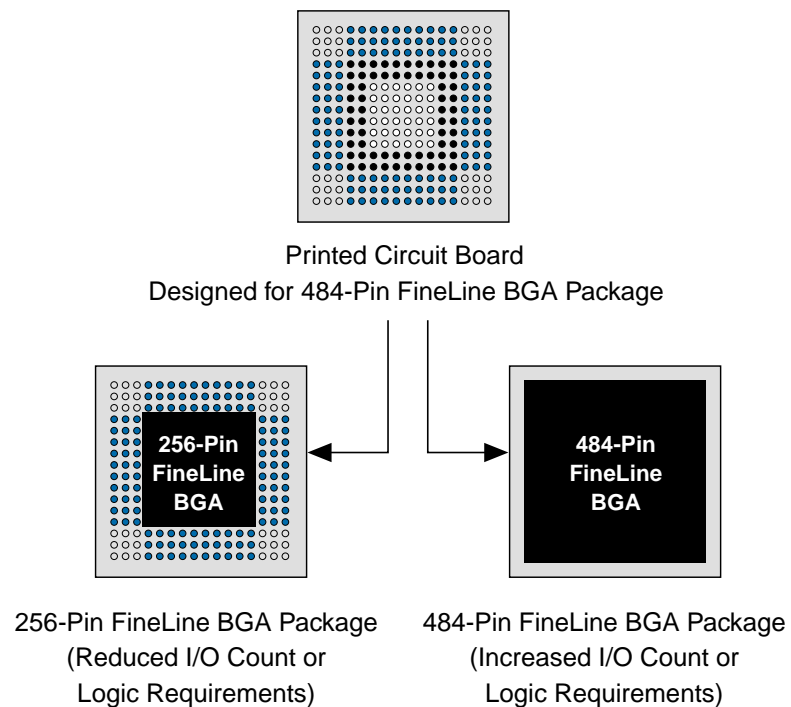 Printed Circuit Board
Designed for 484-Pin FineLine BGA Package
256-Pin
FineLine
BGA
484-Pin
FineLine
BGA
256-Pin FineLine BGA Package
(Reduced I/O Count or
Logic Requirements)
484-Pin FineLine BGA Package
(Increased I/O Count or
Logic Requirements)